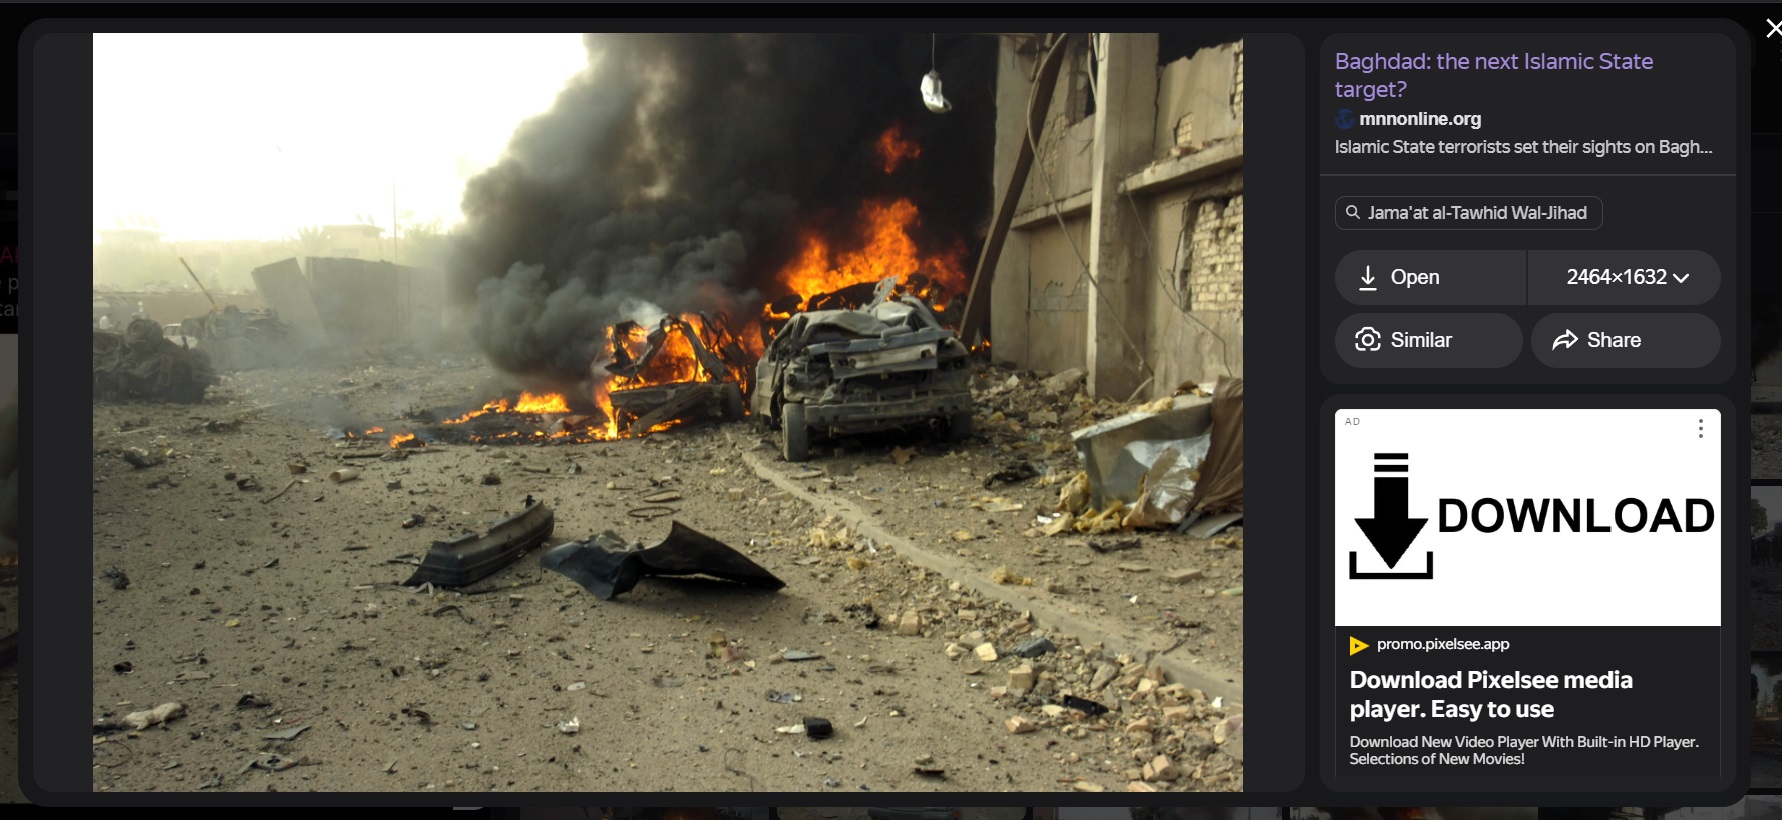 Baghdad: the next Islamic State
target?
mnnonline.org
Islamic State terrorists set their sights on Bagh...
Jama'at al-Tawhid Wal-Jihad
Open
2464×1632
Similar
Share
AD
DOWNLOAD
promo.pixelsee.app
Download Pixelsee media
player. Easy to use
Download New Video Player With Built-in HD Player.
Selections of New Movies!